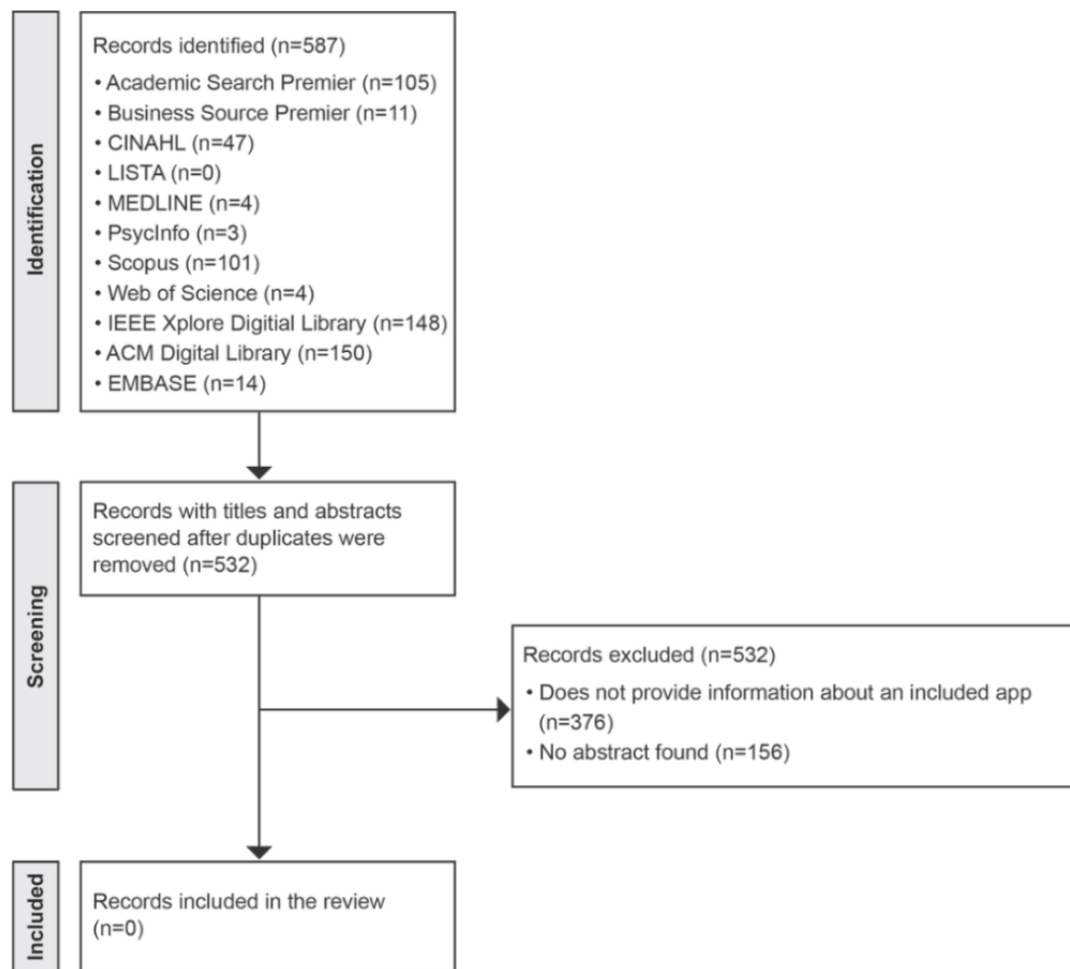 Identification
Records identified (n=587)
• Academic Search Premier (n=105)
• Business Source Premier (n=11)
• CINAHL (n=47)
• LISTA (n=0)
• MEDLINE (n=4)
• PsycInfo (n=3)
• Scopus (n=101)
• Web of Science (n=4)
• IEEE Xplore Digitial Library (n=148)
• ACM Digital Library (n=150)
• EMBASE (n=14)
Screening
Records with titles and abstracts
screened after duplicates were
removed (n=532)
Records excluded (n=532)
• Does not provide information about an included app
(n=376)
• No abstract found (n=156)
Included
Records included in the review
(n=0)